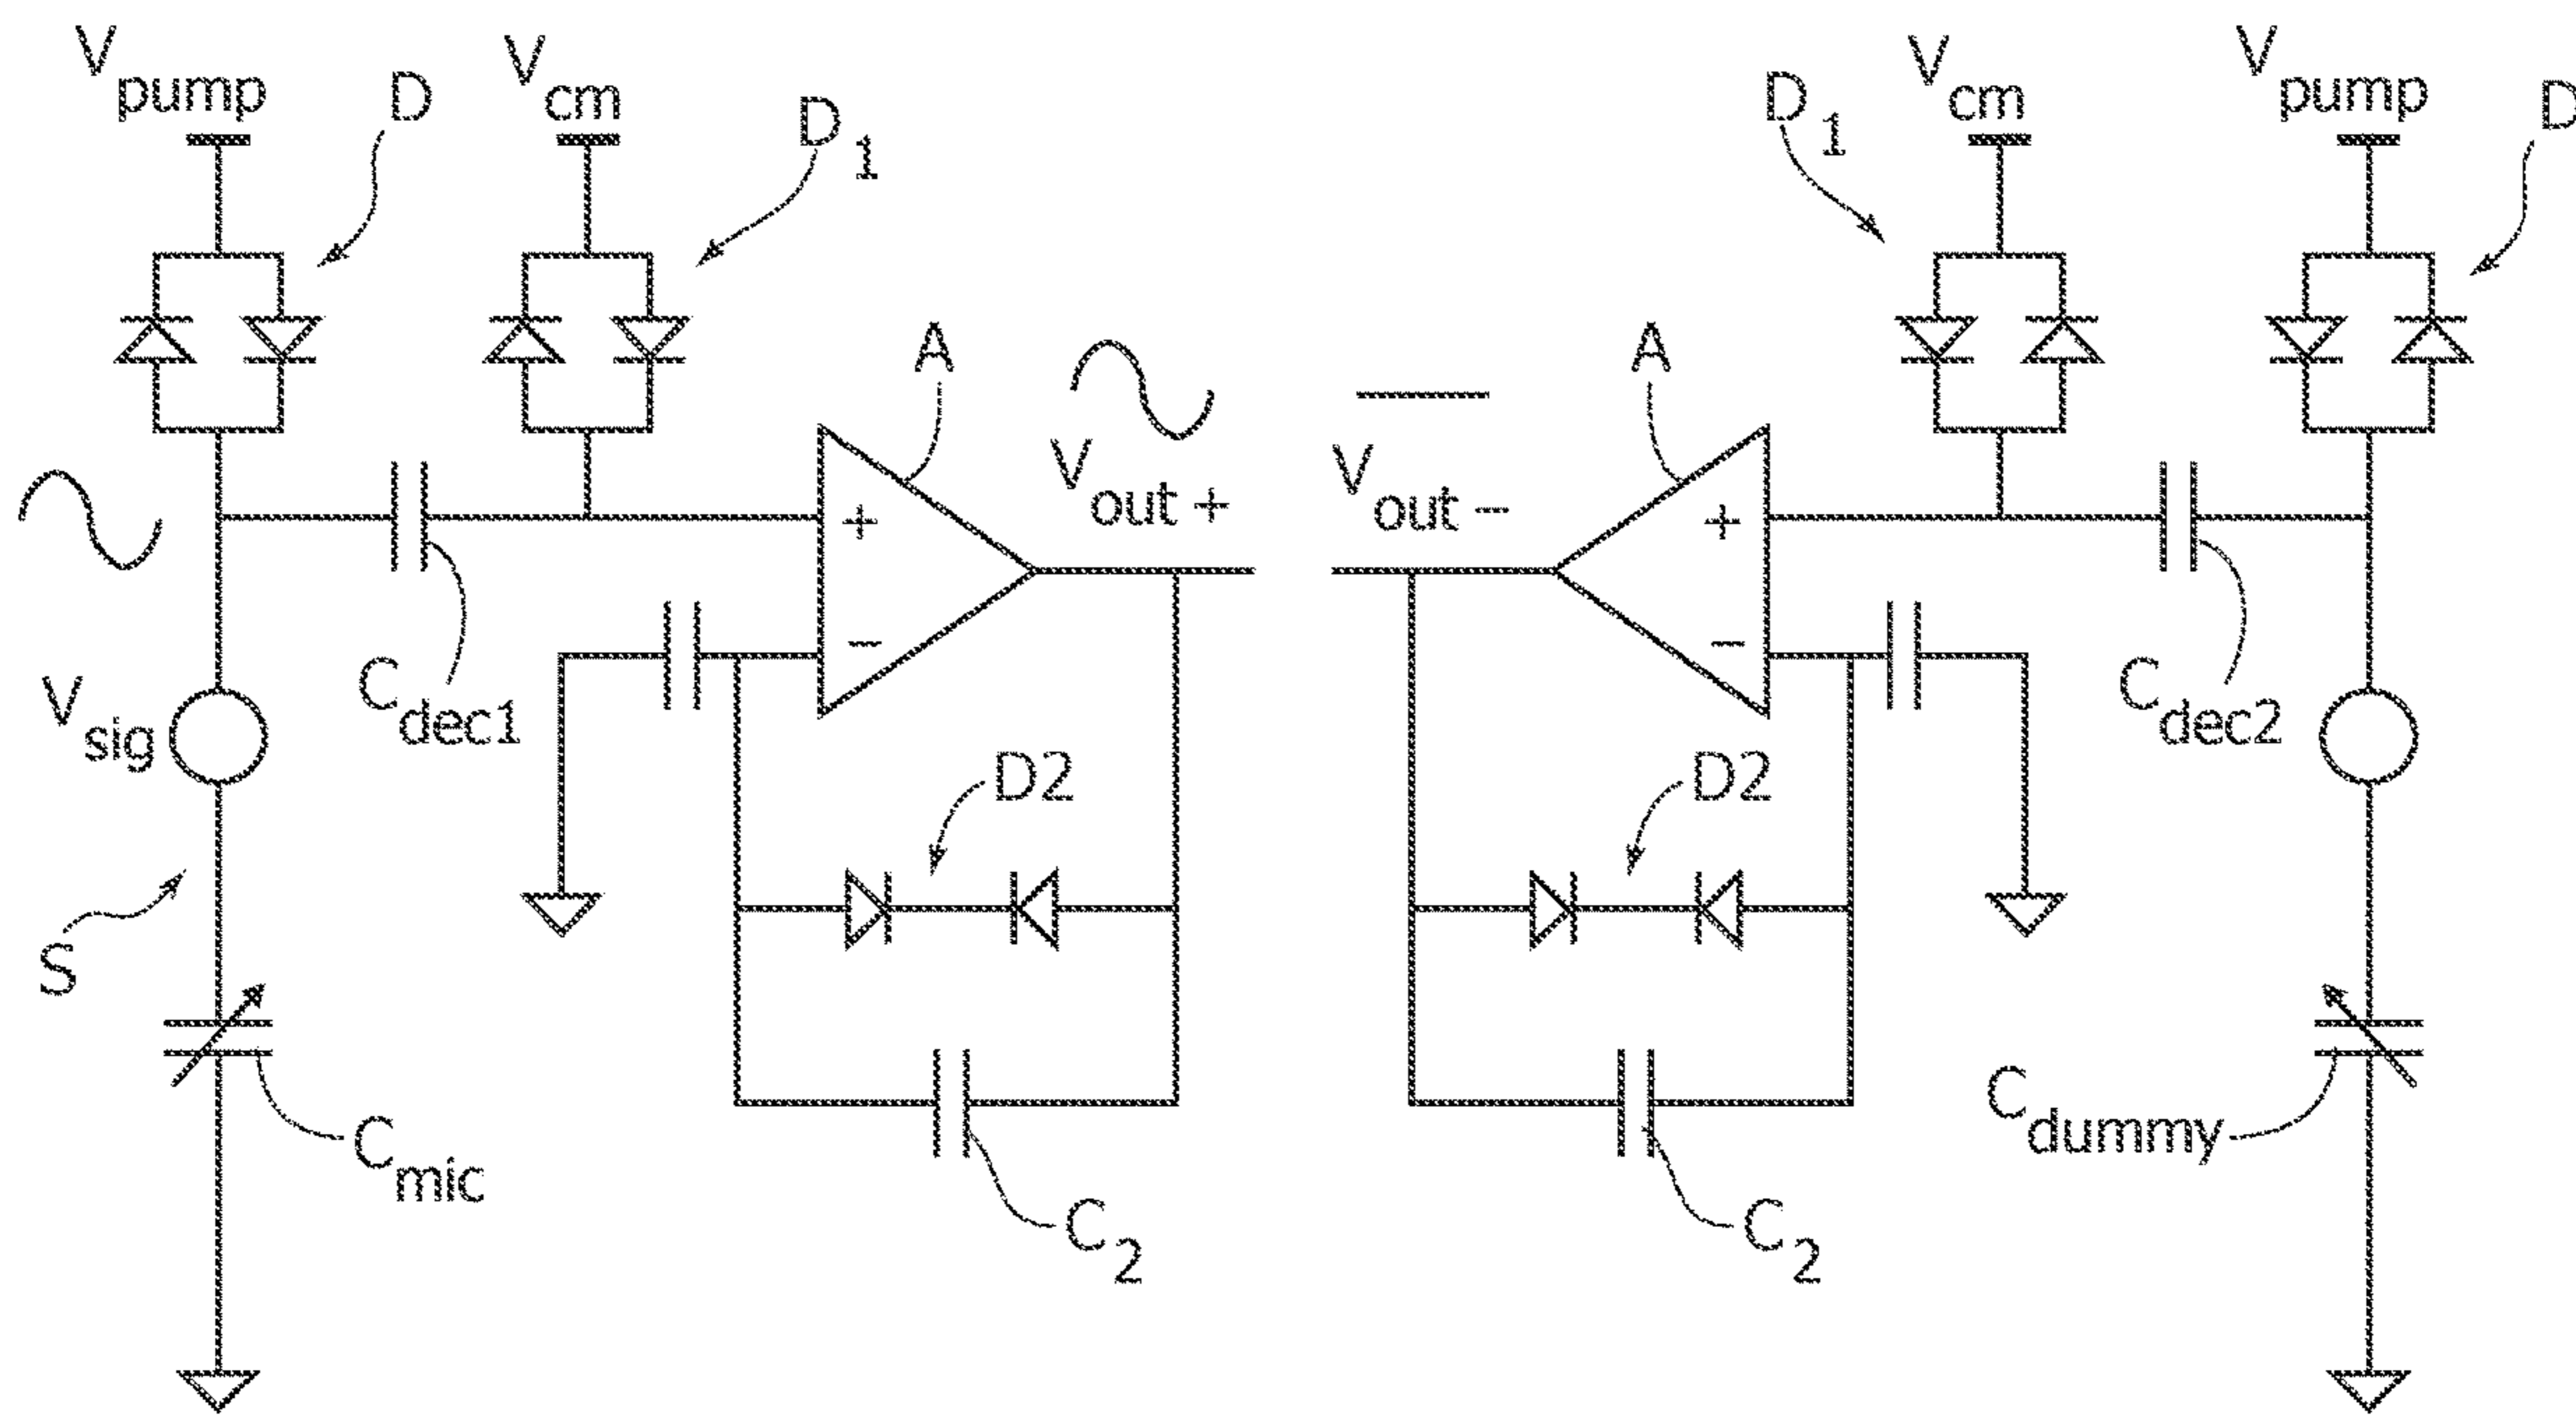 Vpump
D
Vcm
D1
D1
Vcm
Vpump
D
A
Vout +
Vout −
A
+
−
+
−
Vsig
Cdec1
Cdec2
D2
D2
S
Cmic
C2
C2
Cdummy